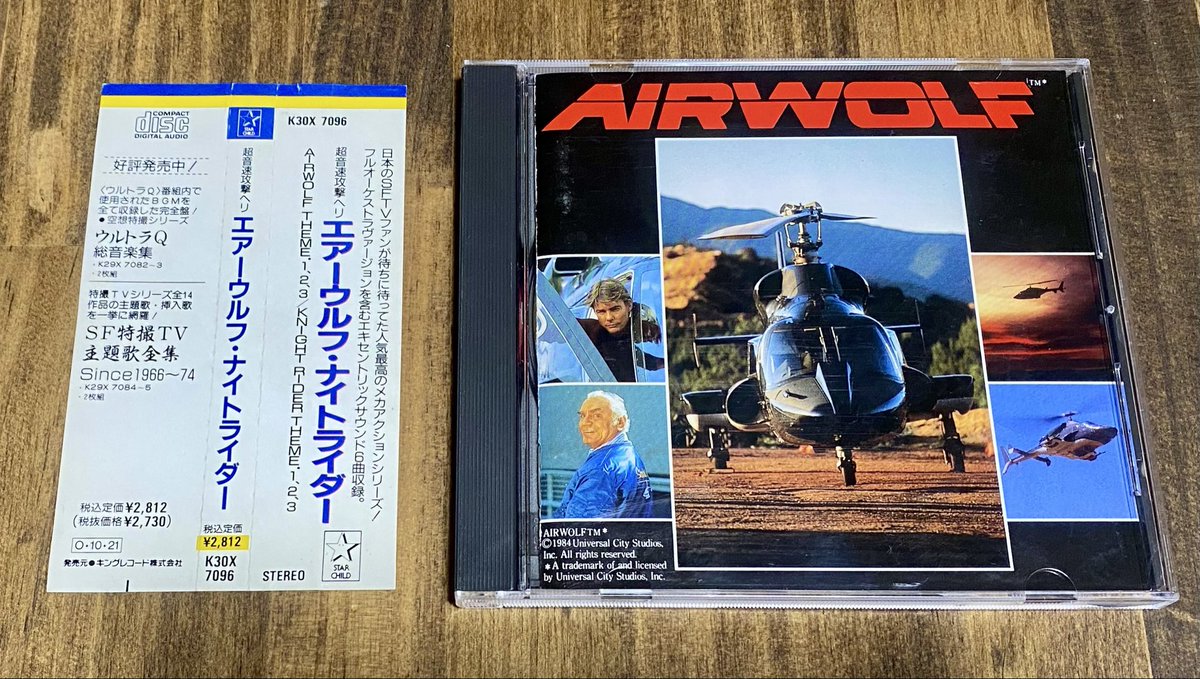 COMPACT
disc
DIGITAL AUDIO
好評発売中!
〈ウルトラQ〉番組内で
使用されたBGMを
全て収録した完全盤!
●空想特撮シリーズ
ウルトラQ
総音楽集
・K29X 7082〜3
・2枚組
特撮TVシリーズ全14
作品の主題歌・挿入歌
を一挙に網羅!
SF特撮TV
主題歌全集
Since1966〜74
・K29X 7084〜5
・2枚組
税込定価¥2,812
(税抜価格¥2,730)
O・10・21
発売元●キングレコード株式会社
STAR
CHILD
超音速攻撃ヘリ
エアーウルフ・ナイトライダー
税込定価
¥2,812
K30X
7096
K30X 7096
日本のSFTVファンが待ちに待ってた人気最高のメカアクションシリーズ!
フルオーケストラヴァージョンを含むエキセントリックサウンド6曲収録。
超音速攻撃ヘリ エアーウルフ・ナイトライダー
AIRWOLF THEME, 1, 2, 3/KNIGHT RIDER THEME, 1, 2, 3
STEREO
STAR
CHILD
AIRWOLF™*
AIRWOLFTM*
©1984 Universal City Studios,
Inc. All rights reserved.
*A trademark of and licensed
by Universal City Studios, Inc.